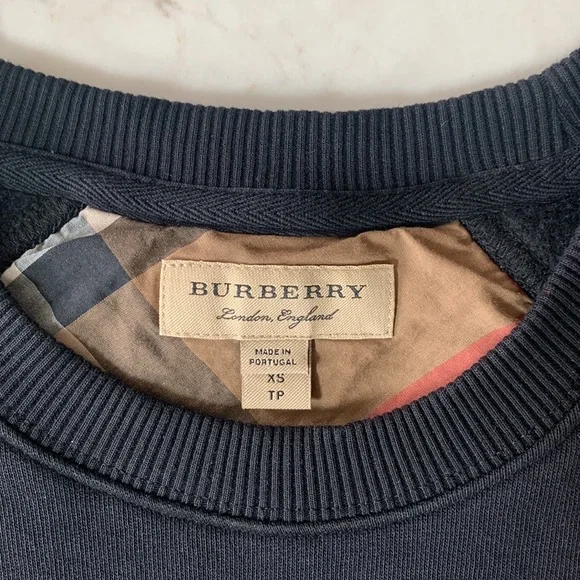 BURBERRY
London, England
MADE IN
PORTUGAL
XS
TP